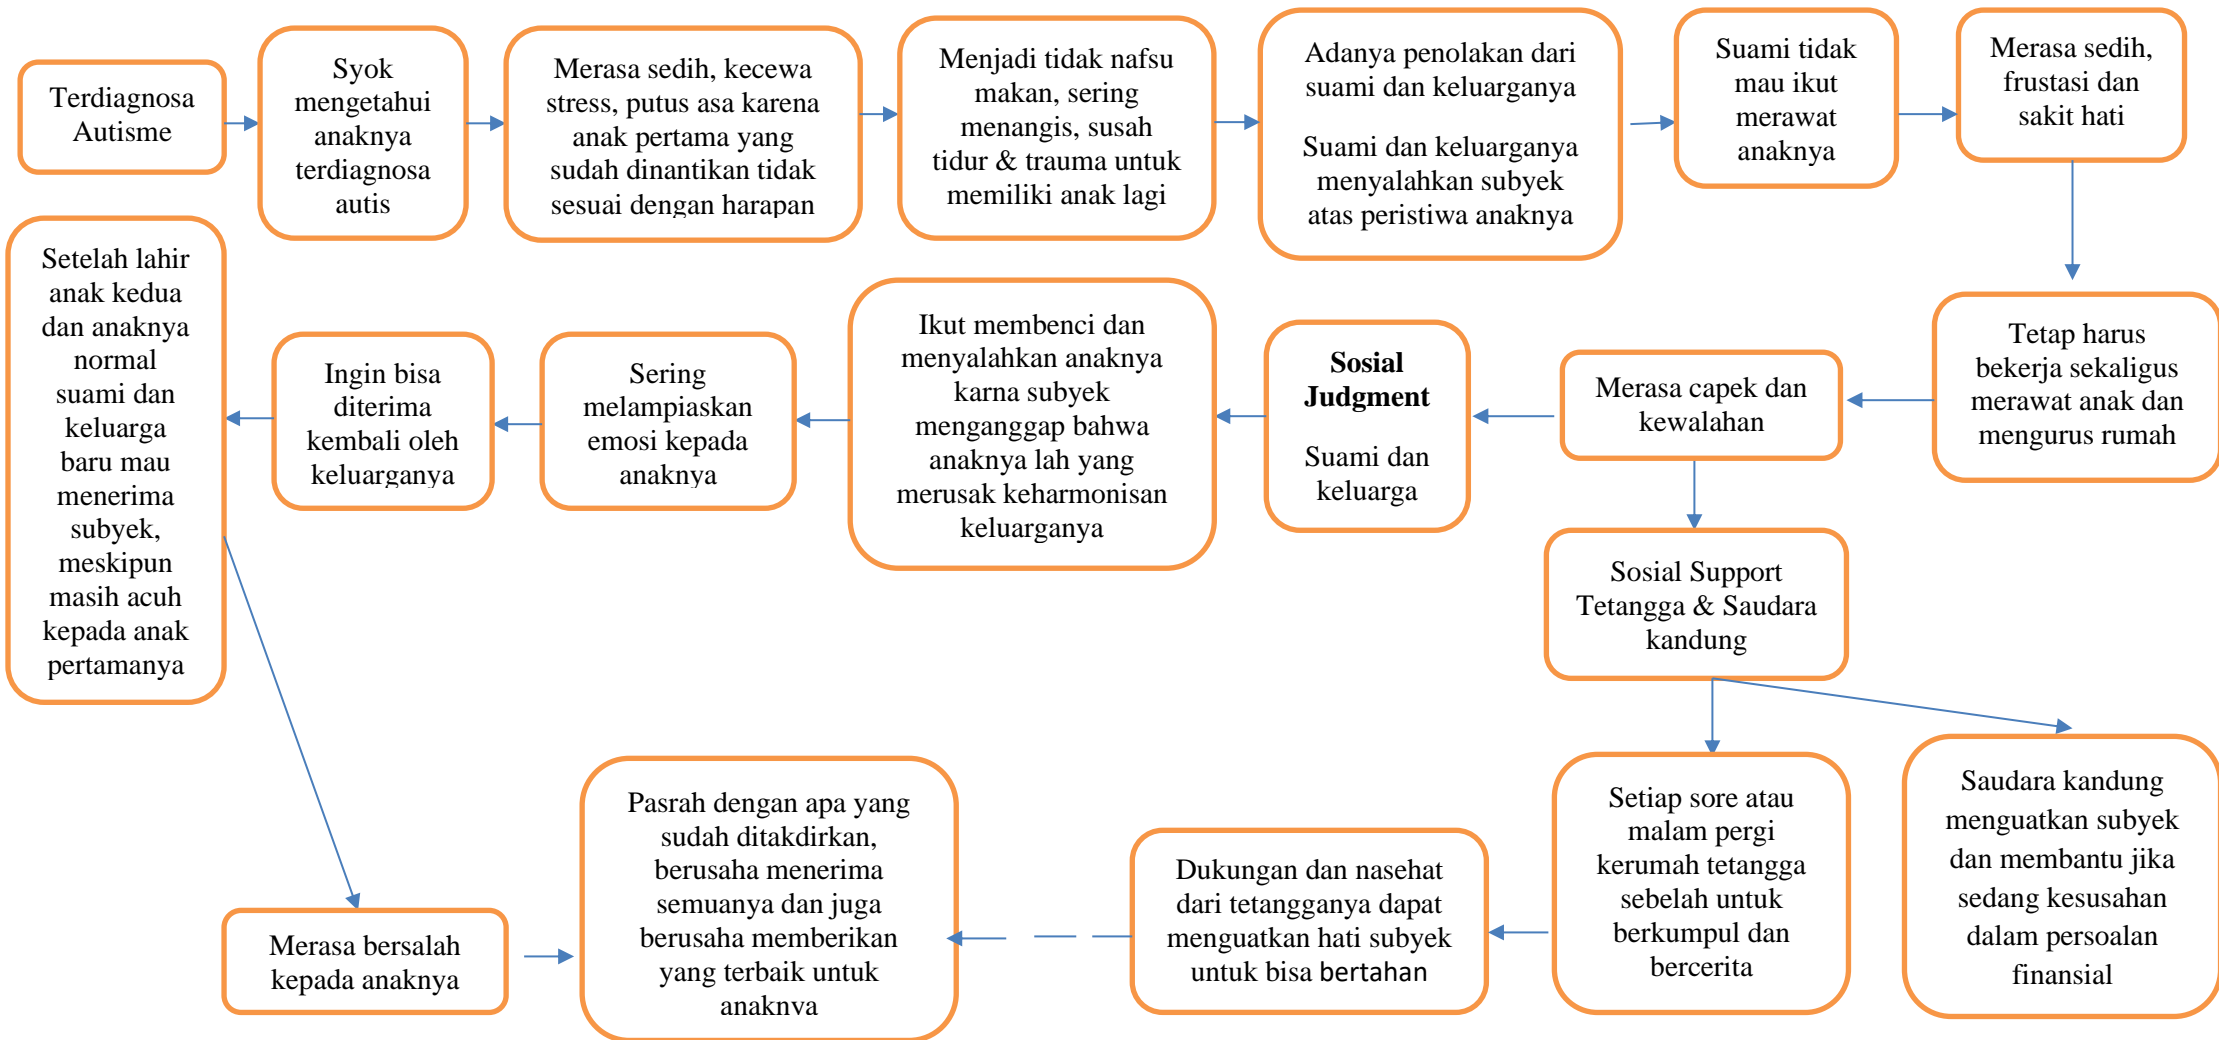 Terdiagnosa
Autisme
Syok
mengetahui
anaknya
terdiagnosa
autis
Merasa sedih, kecewa
stress, putus asa karena
anak pertama yang
sudah dinantikan tidak
sesuai dengan harapan
Menjadi tidak nafsu
makan, sering
menangis, susah
tidur & trauma untuk
memiliki anak lagi
Adanya penolakan dari
suami dan keluarganya
Suami dan keluarganya
menyalahkan subyek
atas peristiwa anaknya
Suami tidak
mau ikut
merawat
anaknya
Merasa sedih,
frustasi dan
sakit hati
Tetap harus
bekerja sekaligus
merawat anak dan
mengurus rumah
Merasa capek dan
kewalahan
Sosial
Judgment
Suami dan
keluarga
Ikut membenci dan
menyalahkan anaknya
karna subyek
menganggap bahwa
anaknya lah yang
merusak keharmonisan
keluarganya
Sering
melampiaskan
emosi kepada
anaknya
Ingin bisa
diterima
kembali oleh
keluarganya
Setelah lahir
anak kedua
dan anaknya
normal
suami dan
keluarga
baru mau
menerima
subyek,
meskipun
masih acuh
kepada anak
pertamanya
Sosial Support
Tetangga & Saudara
kandung
Merasa bersalah
kepada anaknya
Pasrah dengan apa yang
sudah ditakdirkan,
berusaha menerima
semuanya dan juga
berusaha memberikan
yang terbaik untuk
anaknya
Dukungan dan nasehat
dari tetangganya dapat
menguatkan hati subyek
untuk bisa bertahan
Setiap sore atau
malam pergi
kerumah tetangga
sebelah untuk
berkumpul dan
bercerita
Saudara kandung
menguatkan subyek
dan membantu jika
sedang kesusahan
dalam persoalan
finansial